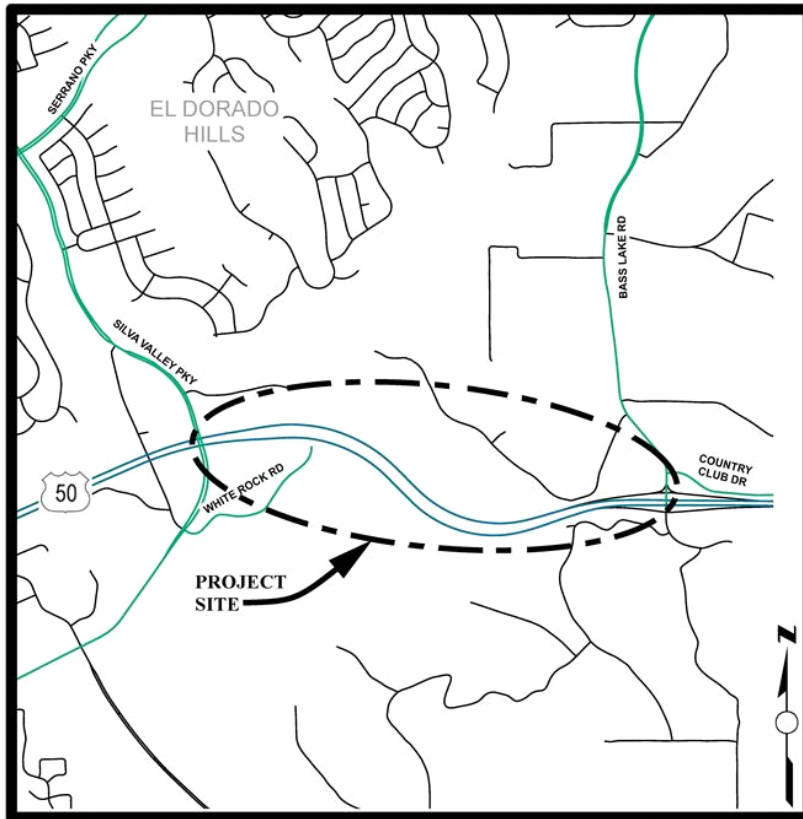 SERRANO PKY
EL DORADO
HILLS
BASS LAKE RD
SILVA VALLEY PKY
COUNTRY
CLUB DR
50
WHITE ROCK RD
PROJECT
SITE
N